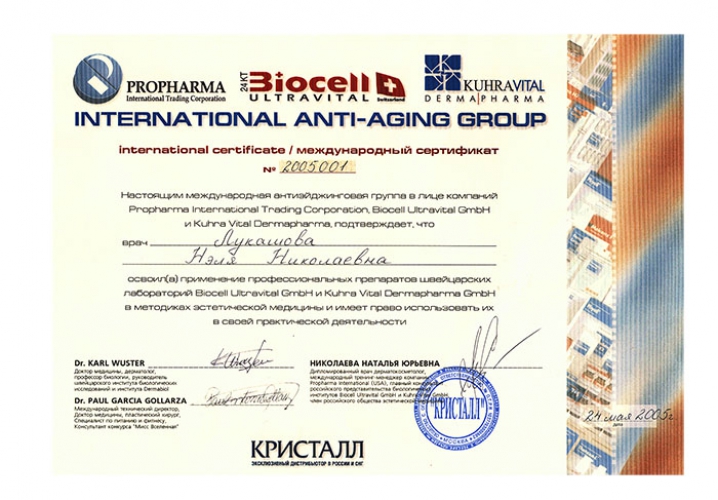 PROPHARMA
International Trading Corporation
24 KT Biocell
ULTRAVITAL Switzerland
KUHRAVITAL
DERMA|PHARMA
INTERNATIONAL ANTI-AGING GROUP
international certificate / международный сертификат
№ 2005001
Настоящим международная антиэйджинговая группа в лице компаний
Propharma International Trading Corporation, Biocell Ultravital GmbH
и Kuhra Vital Dermapharma, подтверждает, что
врач Лукашова
Нэля Николаевна
освоил(а) применение профессиональных препаратов швейцарских
лабораторий Biocell Ultravital GmbH и Kuhra Vital Dermapharma GmbH
в методиках эстетической медицины и имеет право использовать их
в своей практической деятельности
Dr. KARL WUSTER
Доктор медицины, дерматолог,
профессор биологии, руководитель
швейцарского института биологических
исследований и института Dermabiol
Dr. PAUL GARCIA GOLLARZA
Международный технический директор,
Доктор медицины, пластический хирург,
Специалист по питанию и фитнесу,
Консультант конкурса "Мисс Вселенная"
НИКОЛАЕВА НАТАЛЬЯ ЮРЬЕВНА
Дипломированный врач дерматокосметолог,
международный тренинг-менеджер компании
Propharma International (USA), главный
российского представительства биологических
институтов Biocell Ultravital GmbH и Kuhra Vital GmbH
член российского общества эстетической
"КРИСТАЛЛ"
24 мая 2005г
дата
КРИСТАЛЛ
ЭКСКЛЮЗИВНЫЙ ДИСТРИБЬЮТОР В РОССИИ И СНГ